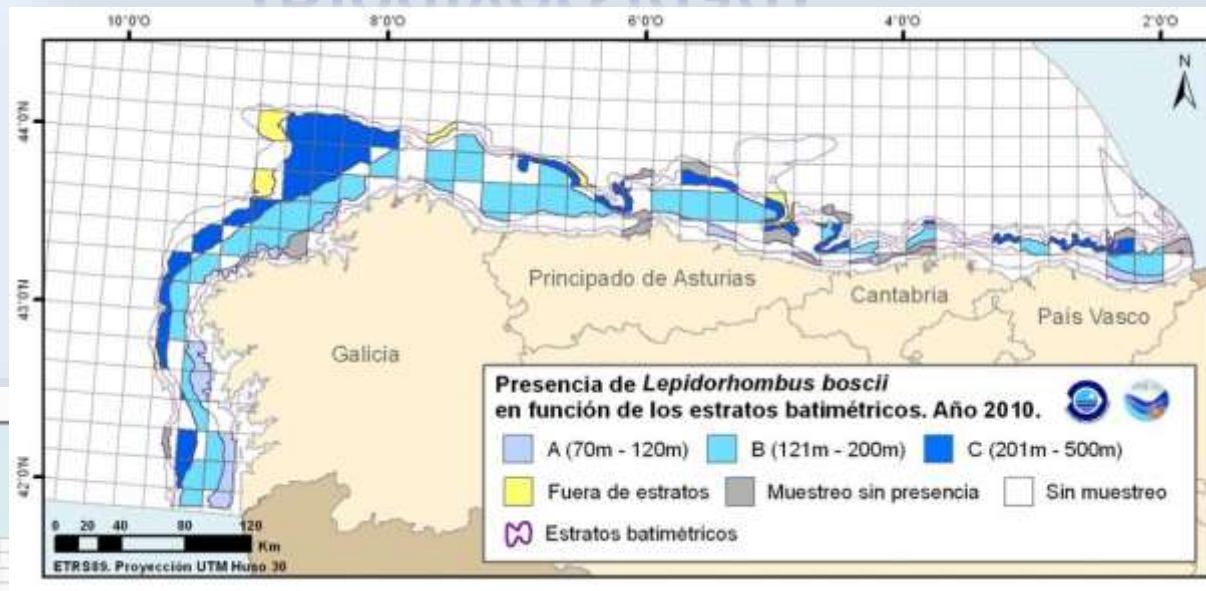 10°0'O 8°0'O 6°0'O 4°0'O 2°0'O
N
44°0'N
43°0'N
42°0'N
Principado de Asturias
Cantabria
País Vasco
Galicia
Presencia de Lepidorhombus boscii
en función de los estratos batimétricos. Año 2010.
A (70m - 120m) B (121m - 200m) C (201m - 500m)
Fuera de estratos Muestreo sin presencia Sin muestreo
Estratos batimétricos
0 20 40 80 120
Km
ETRS89. Proyección UTM Huso 30